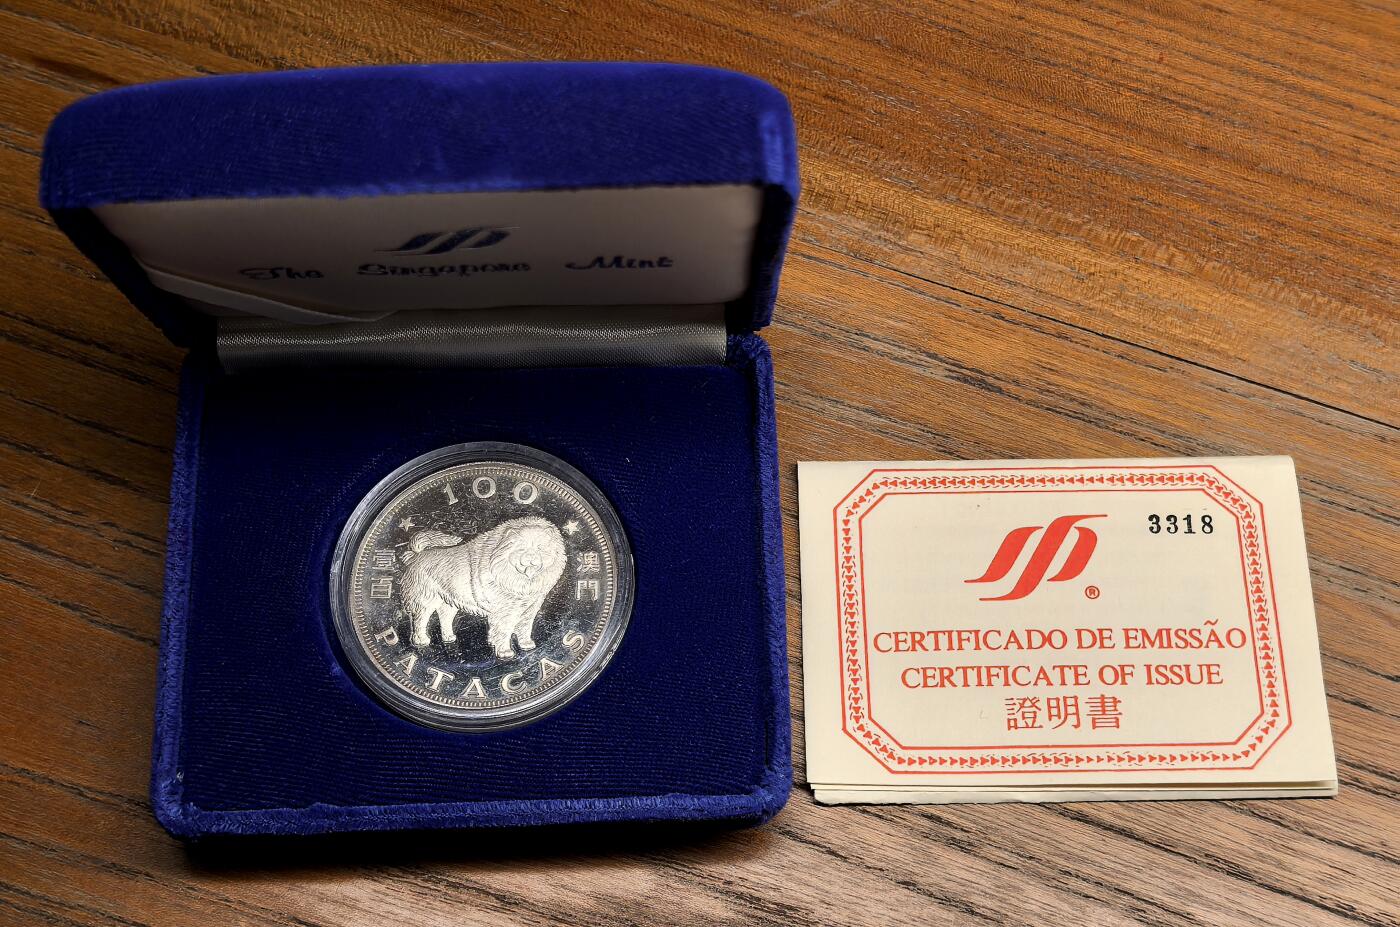 The Singapore Mint
100
壹百
澳門
PATACAS
3318
®
CERTIFICADO DE EMISSÃO
CERTIFICATE OF ISSUE
證明書